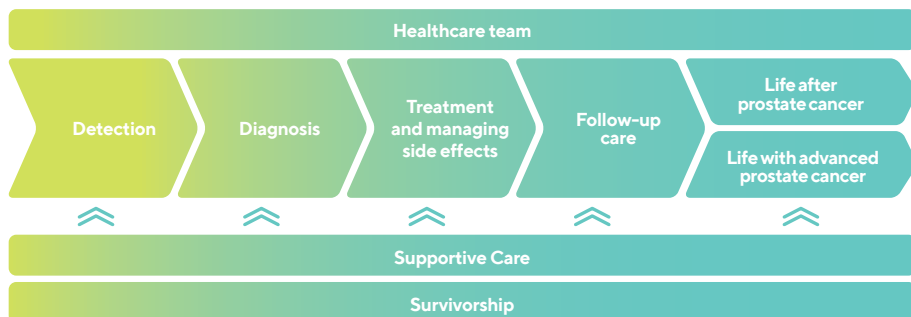 Healthcare team
Detection
Diagnosis
Treatment
and managing
side effects
Follow-up
care
Life after
prostate cancer
Life with advanced
prostate cancer
Supportive Care
Survivorship